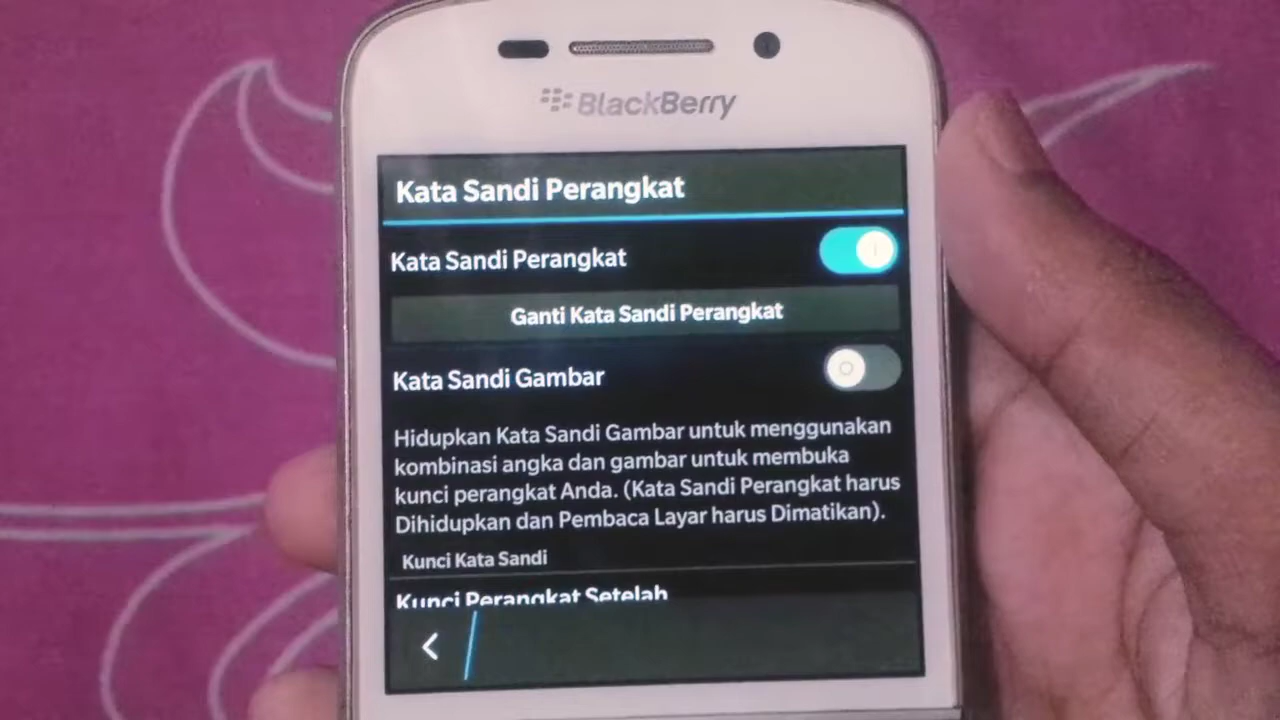 BlackBerry
Kata Sandi Perangkat
Kata Sandi Perangkat
Ganti Kata Sandi Perangkat
Kata Sandi Gambar
Hidupkan Kata Sandi Gambar untuk menggunakan
kombinasi angka dan gambar untuk membuka
kunci perangkat Anda. (Kata Sandi Perangkat harus
Dihidupkan dan Pembaca Layar harus Dimatikan).
Kunci Kata Sandi
Kunci Perangkat Setelah